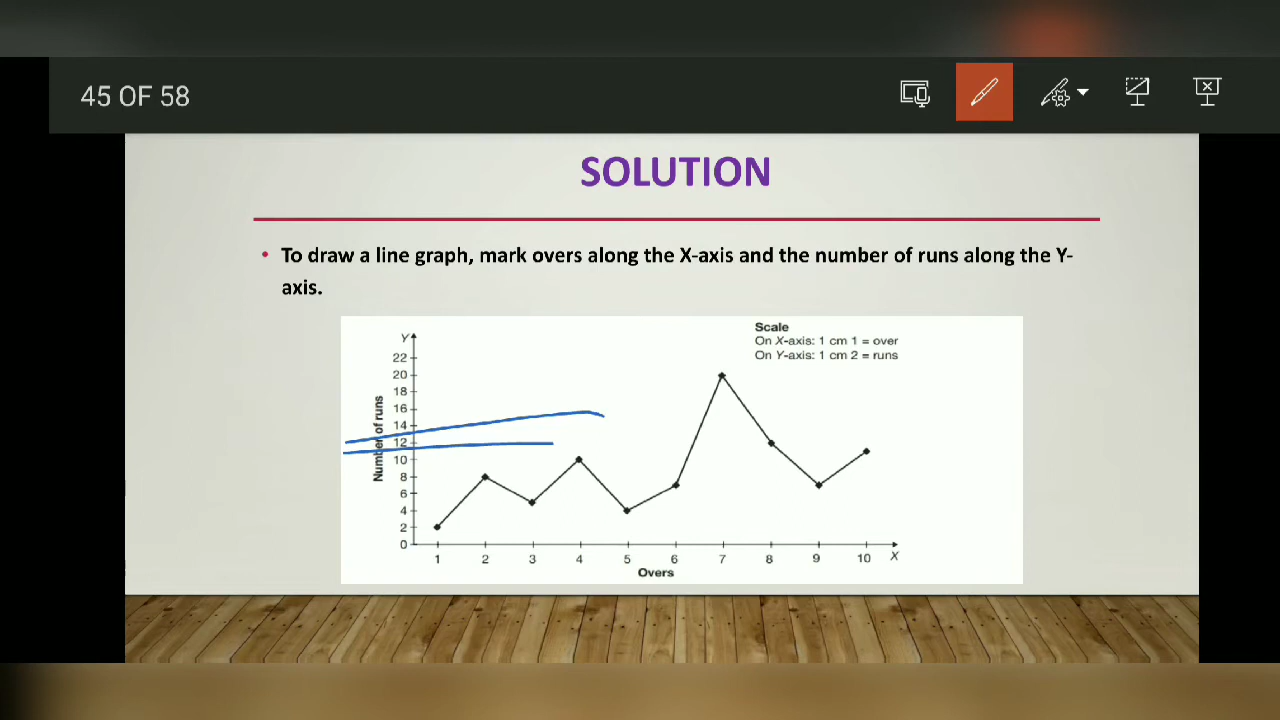 45 OF 58
SOLUTION
• To draw a line graph, mark overs along the X-axis and the number of runs along the Y-
axis.
Scale
On X-axis: 1 cm 1 = over
On Y-axis: 1 cm 2 = runs
Y
22
20
18
16
14
12
10
8
6
4
2
0
Number of runs
1 2 3 4 5 6 7 8 9 10 X
Overs